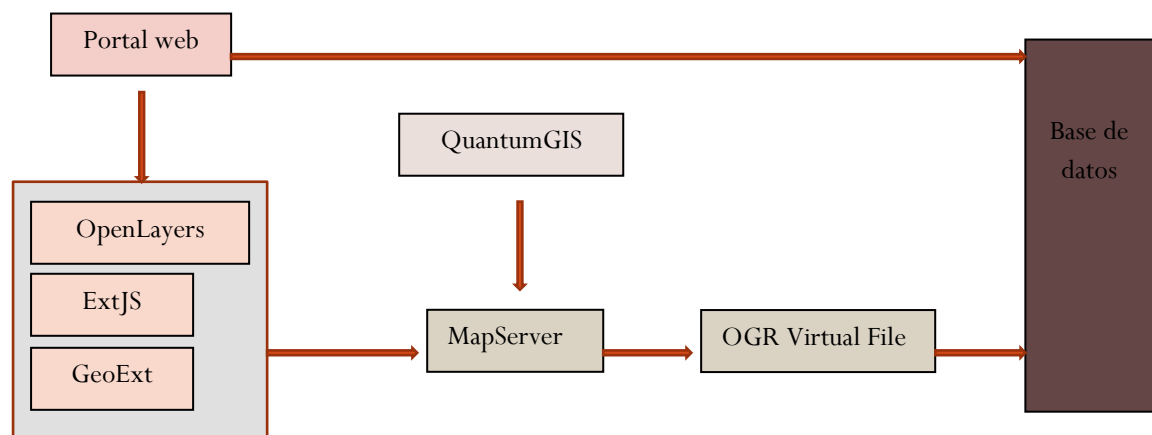 Portal web
QuantumGIS
Base de
datos
OpenLayers
ExtJS
GeoExt
MapServer
OGR Virtual File